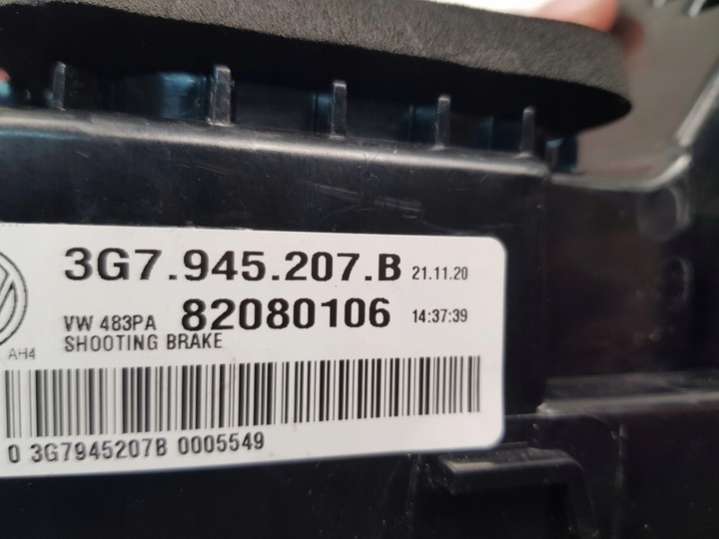 3G7.945.207.B 21.11.20
VW 483PA 82080106 14:37:39
AH4 SHOOTING BRAKE
0 3G7945207B 0005549